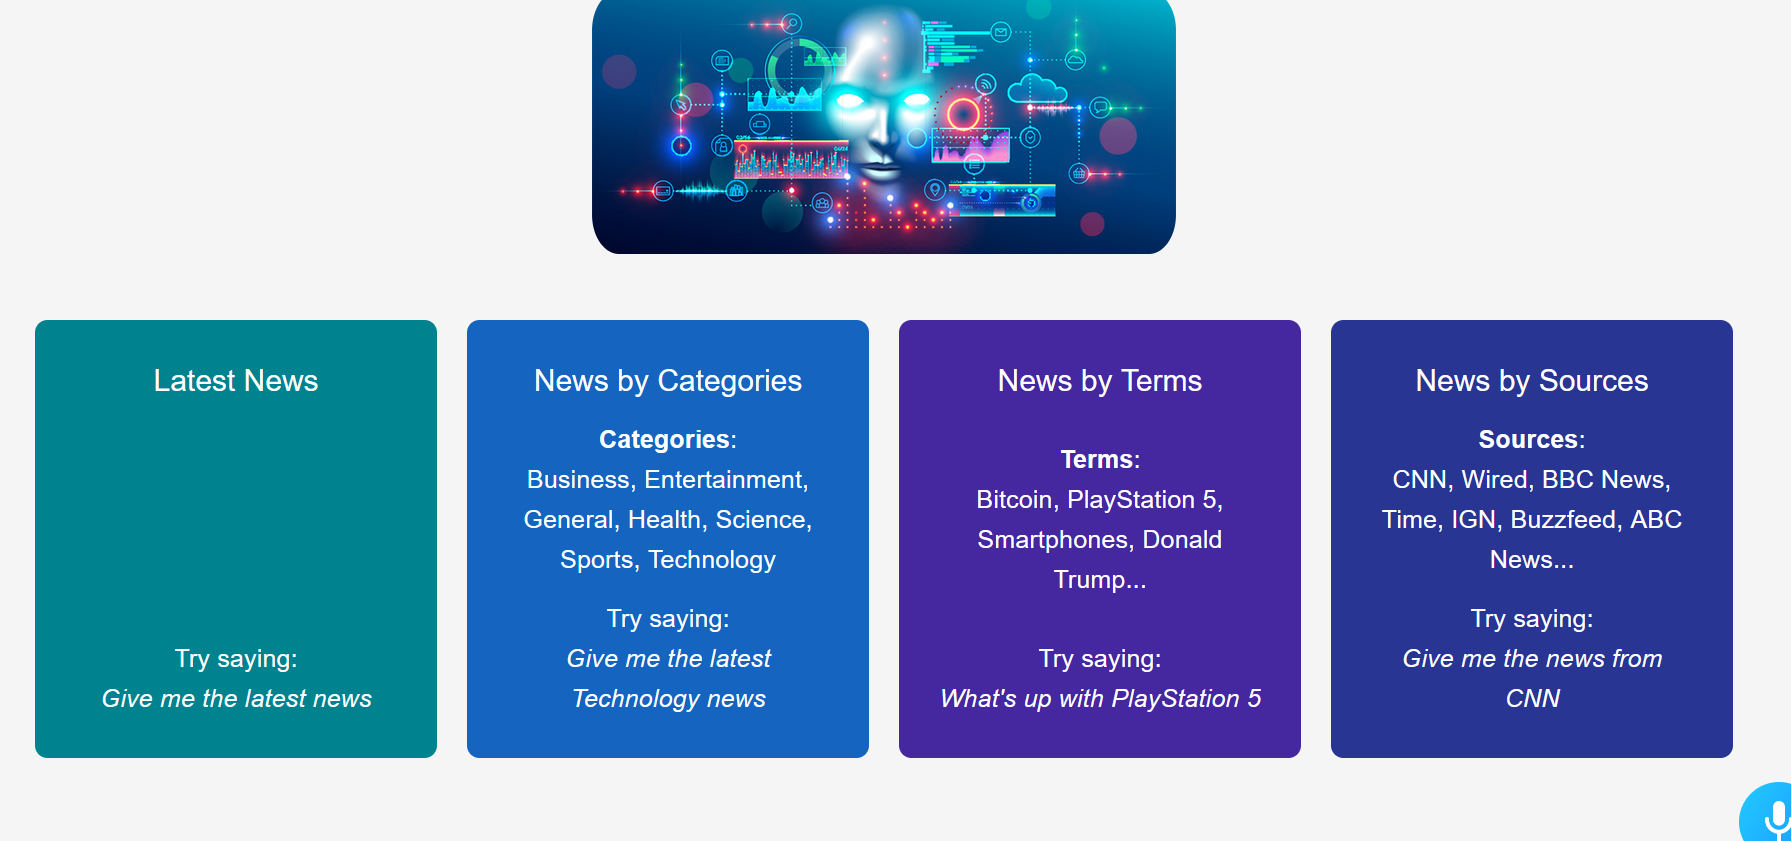 Latest News
Try saying:
Give me the latest news
News by Categories
Categories:
Business, Entertainment,
General, Health, Science,
Sports, Technology
Try saying:
Give me the latest
Technology news
News by Terms
Terms:
Bitcoin, PlayStation 5,
Smartphones, Donald
Trump...
Try saying:
What's up with PlayStation 5
News by Sources
Sources:
CNN, Wired, BBC News,
Time, IGN, Buzzfeed, ABC
News...
Try saying:
Give me the news from
CNN